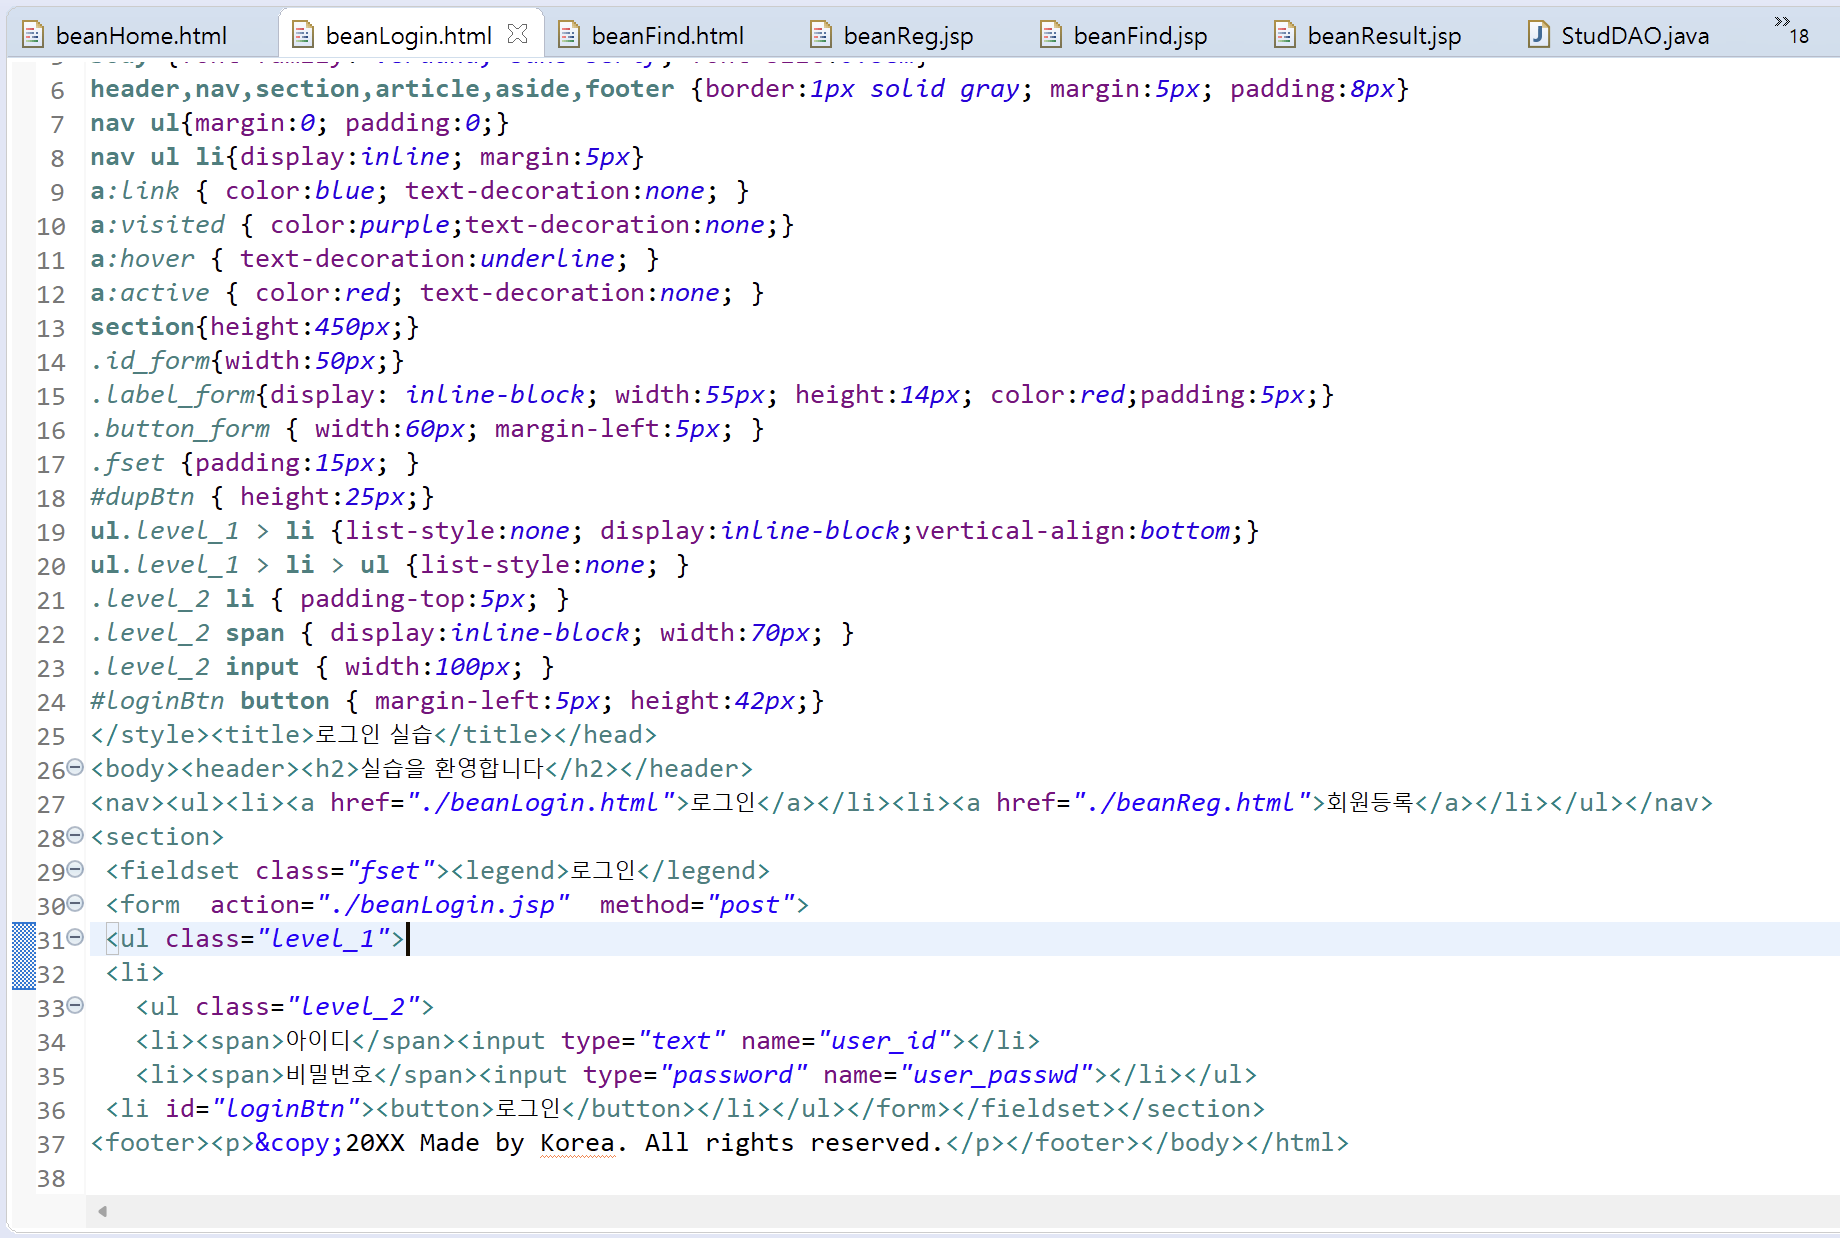 beanHome.html beanLogin.html beanFind.html beanReg.jsp beanFind.jsp beanResult.jsp StudDAO.java »18
6 header,nav,section,article,aside,footer {border:1px solid gray; margin:5px; padding:8px}
7 nav ul{margin:0; padding:0;}
8 nav ul li{display:inline; margin:5px}
9 a:link { color:blue; text-decoration:none; }
10 a:visited { color:purple;text-decoration:none;}
11 a:hover { text-decoration:underline; }
12 a:active { color:red; text-decoration:none; }
13 section{height:450px;}
14 .id_form{width:50px;}
15 .label_form{display: inline-block; width:55px; height:14px; color:red;padding:5px;}
16 .button_form { width:60px; margin-left:5px; }
17 .fset {padding:15px; }
18 #dupBtn { height:25px;}
19 ul.level_1 > li {list-style:none; display:inline-block;vertical-align:bottom;}
20 ul.level_1 > li > ul {list-style:none; }
21 .level_2 li { padding-top:5px; }
22 .level_2 span { display:inline-block; width:70px; }
23 .level_2 input { width:100px; }
24 #loginBtn button { margin-left:5px; height:42px;}
25 </style><title>로그인 실습</title></head>
26 <body><header><h2>실습을 환영합니다</h2></header>
27 <nav><ul><li><a href="./beanLogin.html">로그인</a></li><li><a href="./beanReg.html">회원등록</a></li></ul></nav>
28 <section>
29 <fieldset class="fset"><legend>로그인</legend>
30 <form  action="./beanLogin.jsp"  method="post">
31 <ul class="level_1">
32 <li>
33 <ul class="level_2">
34 <li><span>아이디</span><input type="text" name="user_id"></li>
35 <li><span>비밀번호</span><input type="password" name="user_passwd"></li></ul>
36 <li id="loginBtn"><button>로그인</button></li></ul></form></fieldset></section>
37 <footer><p>&copy;20XX Made by Korea. All rights reserved.</p></footer></body></html>
38